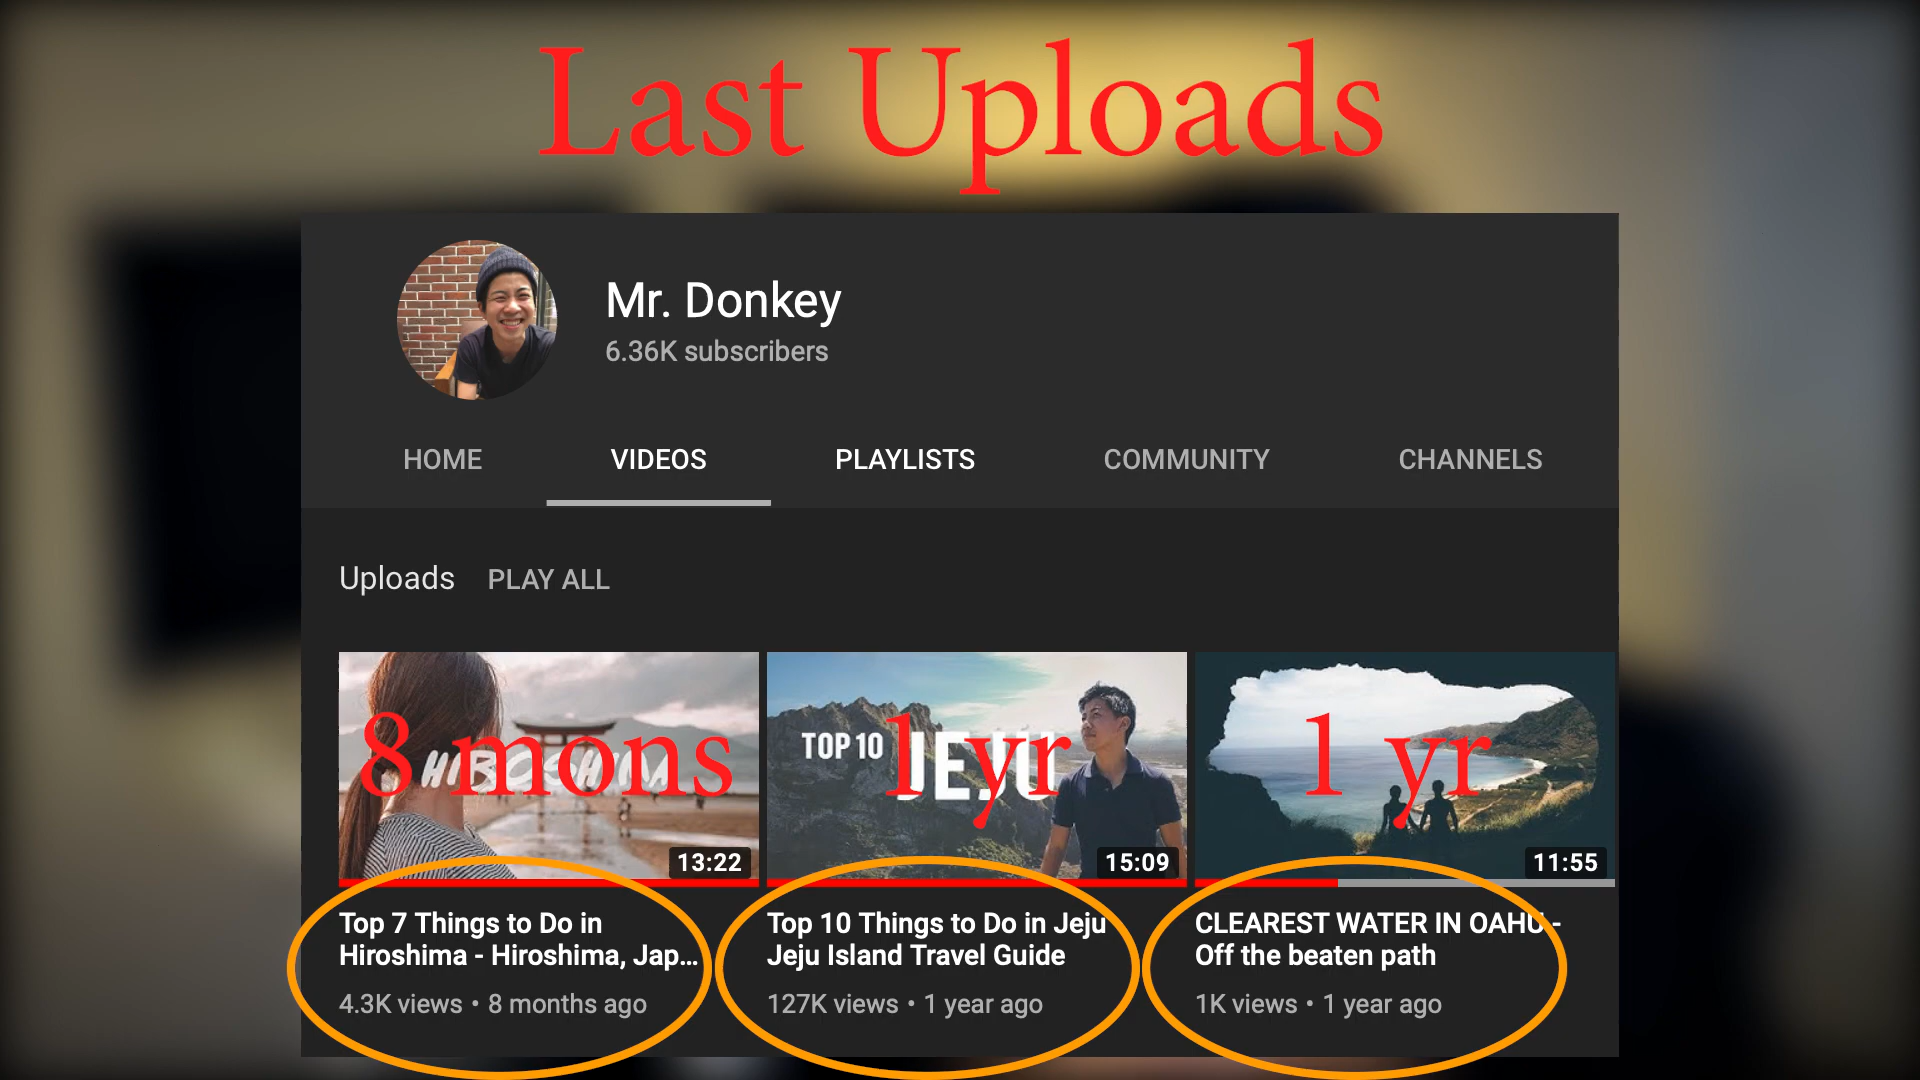 Last Uploads
Mr. Donkey
6.36K subscribers
HOME VIDEOS PLAYLISTS COMMUNITY CHANNELS
Uploads PLAY ALL
8 mons
HIROSHIMA
13:22
TOP 10 JEJU
1 yr
15:09
1 yr
11:55
Top 7 Things to Do in
Hiroshima - Hiroshima, Jap...
4.3K views • 8 months ago
Top 10 Things to Do in Jeju
Jeju Island Travel Guide
127K views • 1 year ago
CLEAREST WATER IN OAHU -
Off the beaten path
1K views • 1 year ago